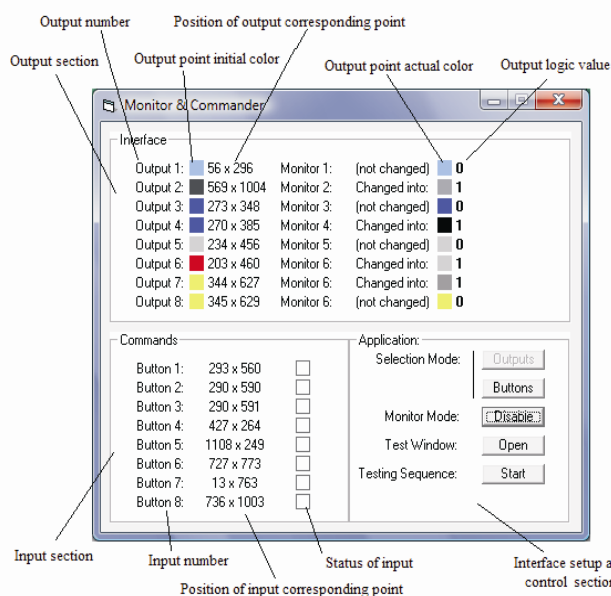 Output number
Position of output corresponding point
Output section
Output point initial color
Output point actual color
Output logic value
Monitor & Commander
Interface
Output 1: 56 x 296 Monitor 1: (not changed) 0
Output 2: 569 x 1004 Monitor 2: Changed into: 1
Output 3: 273 x 348 Monitor 3: (not changed) 0
Output 4: 270 x 385 Monitor 4: Changed into: 1
Output 5: 234 x 456 Monitor 6: (not changed) 0
Output 6: 203 x 460 Monitor 6: Changed into: 1
Output 7: 344 x 627 Monitor 6: Changed into: 1
Output 8: 345 x 629 Monitor 6: (not changed) 0
Commands
Button 1: 293 x 560
Button 2: 290 x 590
Button 3: 290 x 591
Button 4: 427 x 264
Button 5: 1108 x 249
Button 6: 727 x 773
Button 7: 13 x 763
Button 8: 736 x 1003
Application:
Selection Mode: Outputs
Buttons
Monitor Mode: Disable
Test Window: Open
Testing Sequence: Start
Input section
Input number
Position of input corresponding point
Status of input
Interface setup a
control section